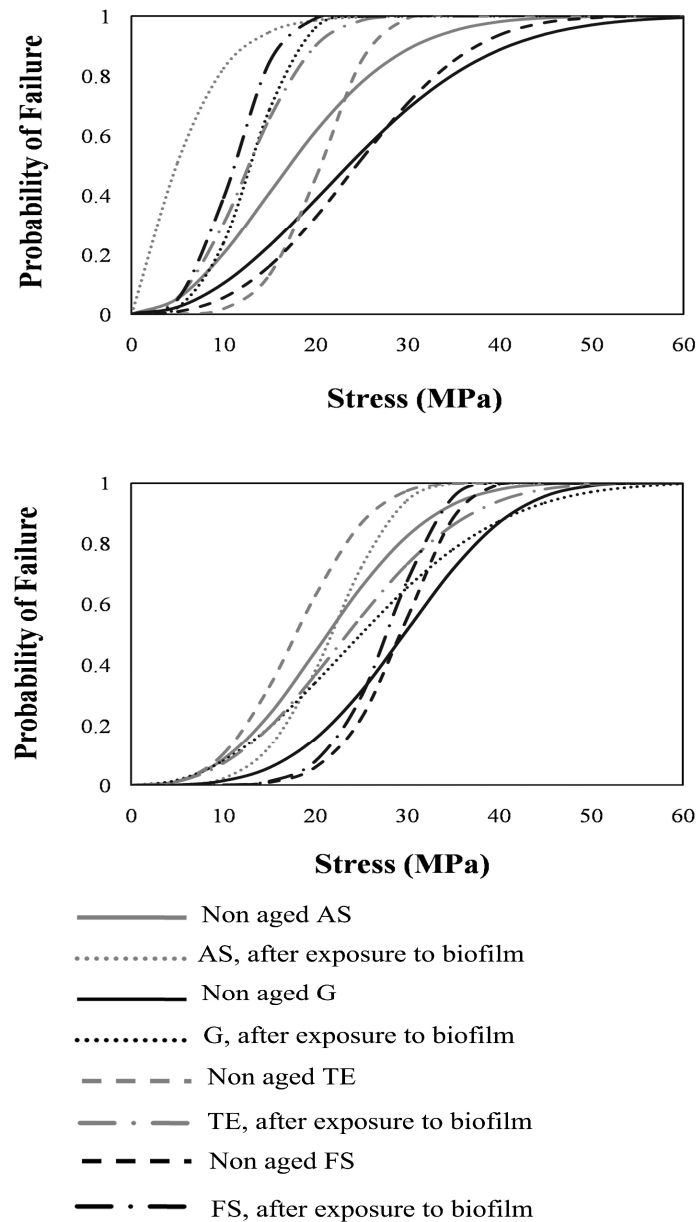 Probability of Failure
1
0.8
0.6
0.4
0.2
0
0 10 20 30 40 50 60
Stress (MPa)
Probability of Failure
1
0.8
0.6
0.4
0.2
0
0 10 20 30 40 50 60
Stress (MPa)
Non aged AS
AS, after exposure to biofilm
Non aged G
G, after exposure to biofilm
Non aged TE
TE, after exposure to biofilm
Non aged FS
FS, after exposure to biofilm